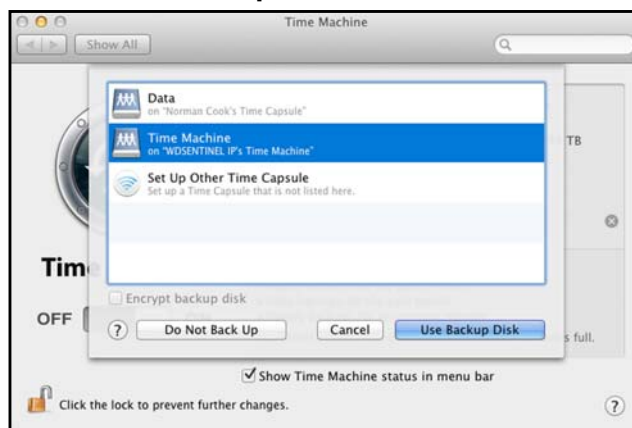 Time Machine
Show All
Data
on "Norman Cook's Time Capsule"
TB
Time Machine
on "WDSENTINEL IP's Time Machine"
Set Up Other Time Capsule
Set up a Time Capsule that is not listed here.
Tim
Encrypt backup disk
OFF
? Do Not Back Up Cancel Use Backup Disk
s full.
Show Time Machine status in menu bar
Click the lock to prevent further changes. ?